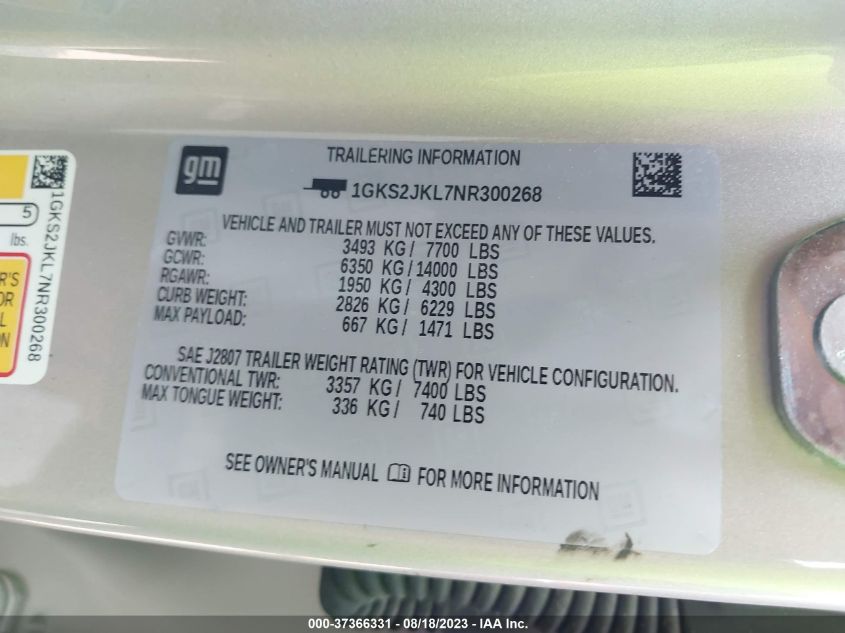 gm
TRAILERING INFORMATION
1GKS2JKL7NR300268
VEHICLE AND TRAILER MUST NOT EXCEED ANY OF THESE VALUES.
GVWR: 3493 KG/ 7700 LBS
GCWR: 6350 KG/14000 LBS
RGAWR: 1950 KG/ 4300 LBS
CURB WEIGHT: 2826 KG/ 6229 LBS
MAX PAYLOAD: 667 KG/ 1471 LBS
SAE J2807 TRAILER WEIGHT RATING (TWR) FOR VEHICLE CONFIGURATION.
CONVENTIONAL TWR: 3357 KG/ 7400 LBS
MAX TONGUE WEIGHT: 336 KG/ 740 LBS
SEE OWNER'S MANUAL FOR MORE INFORMATION
1GKS2JKL7NR300268
5
lbs.
000-37366331 - 08/18/2023 - IAA Inc.